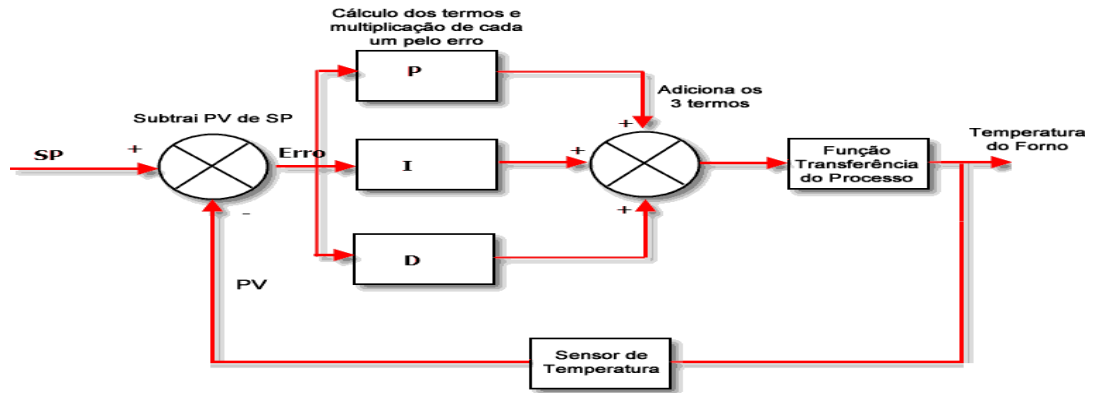 Cálculo dos termos e
multiplicação de cada
um pelo erro
P
Adiciona os
3 termos
Subtrai PV de SP
+
SP
+
Erro
I
+
Função
Transferência
do Processo
Temperatura
do Forno
-
+
D
PV
Sensor de
Temperatura